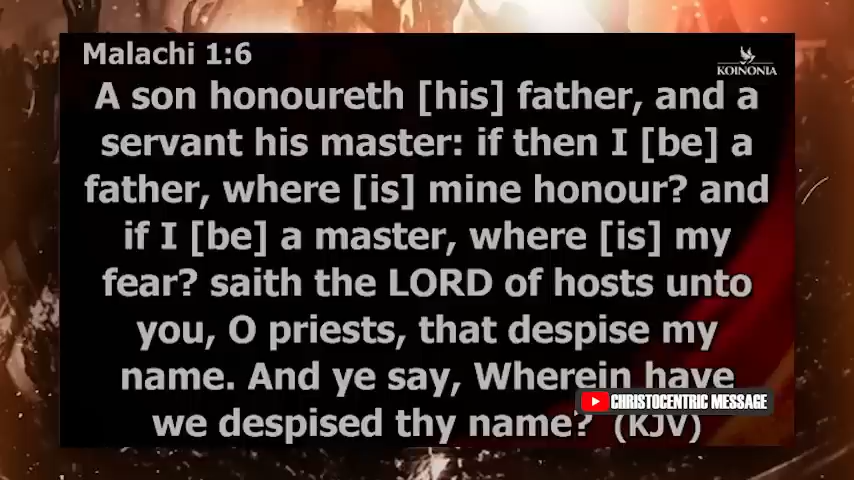 Malachi 1:6
KOINONIA
A son honoureth [his] father, and a
servant his master: if then I [be] a
father, where [is] mine honour? and
if I [be] a master, where [is] my
fear? saith the LORD of hosts unto
you, O priests, that despise my
name. And ye say, Wherein have
CHRISTOCENTRIC MESSAGE
we despised thy name? (KJV)